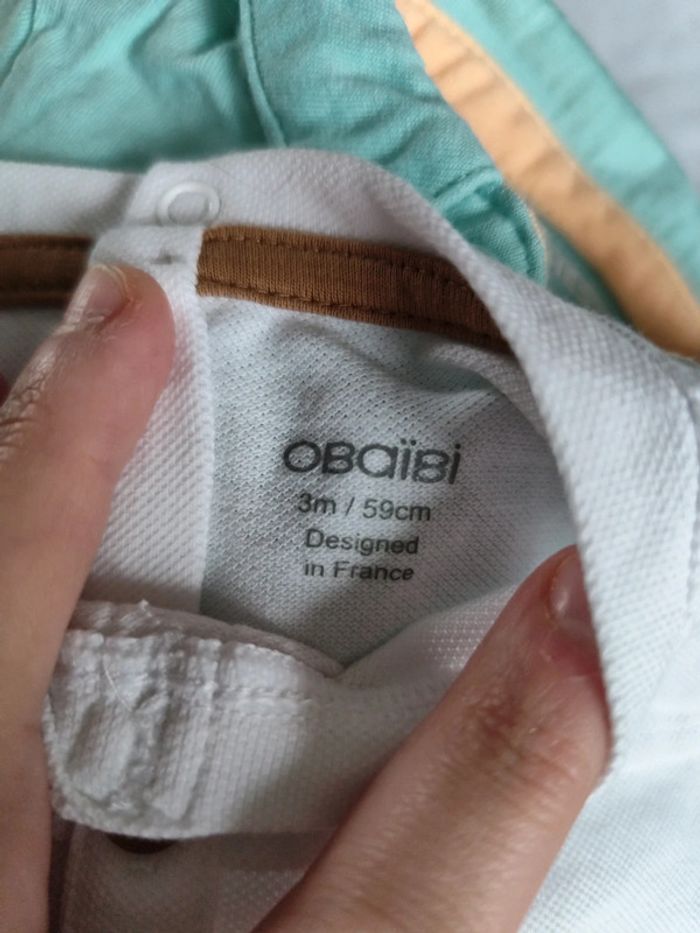 OBaïBi
3m / 59cm
Designed
in France